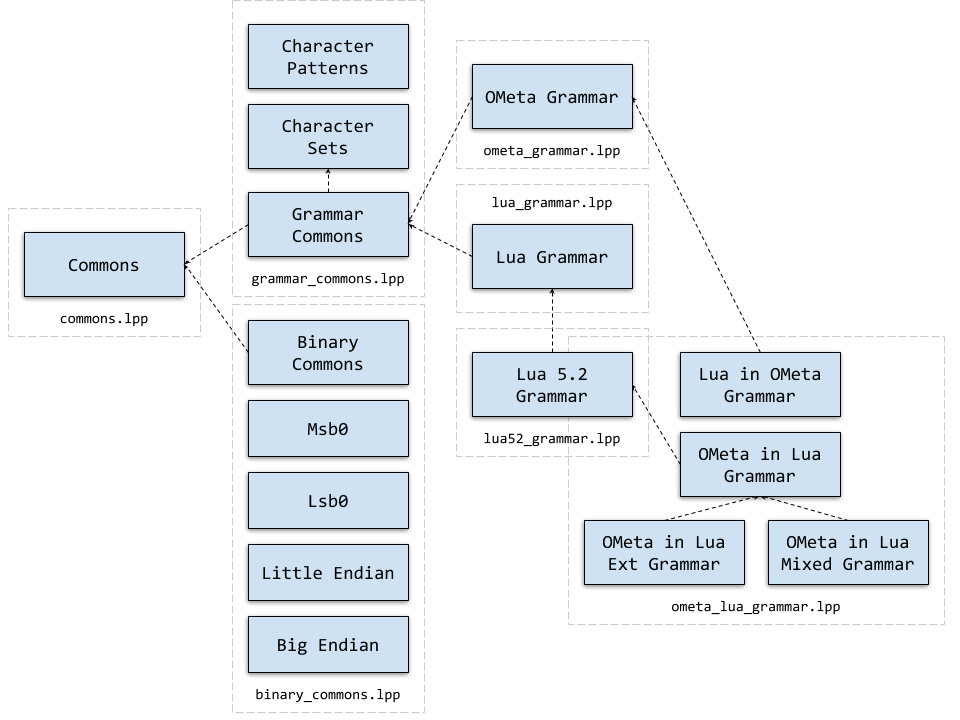 Character
Patterns
Character
Sets
Grammar
Commons
grammar_commons.lpp
Commons
commons.lpp
Binary
Commons
Msb0
Lsb0
Little Endian
Big Endian
binary_commons.lpp
OMeta Grammar
ometa_grammar.lpp
lua_grammar.lpp
Lua Grammar
Lua 5.2
Grammar
lua52_grammar.lpp
Lua in OMeta
Grammar
OMeta in Lua
Grammar
OMeta in Lua
Ext Grammar
OMeta in Lua
Mixed Grammar
ometa_lua_grammar.lpp